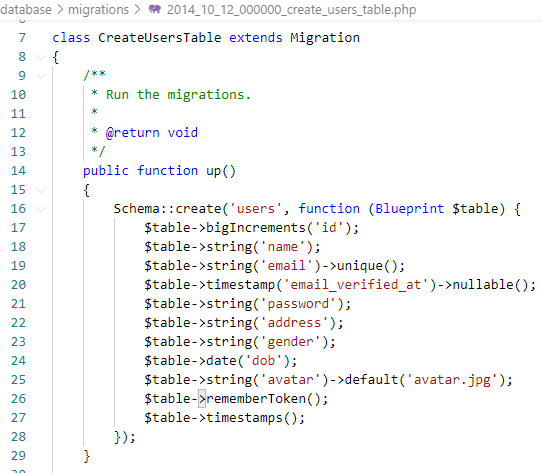 database > migrations > 2014_10_12_000000_create_users_table.php
7 class CreateUsersTable extends Migration
8 {
9 /**
10 * Run the migrations.
11 *
12 * @return void
13 */
14 public function up()
15 {
16 Schema::create('users', function (Blueprint $table) {
17 $table->bigIncrements('id');
18 $table->string('name');
19 $table->string('email')->unique();
20 $table->timestamp('email_verified_at')->nullable();
21 $table->string('password');
22 $table->string('address');
23 $table->string('gender');
24 $table->date('dob');
25 $table->string('avatar')->default('avatar.jpg');
26 $table->rememberToken();
27 $table->timestamps();
28 });
29 }